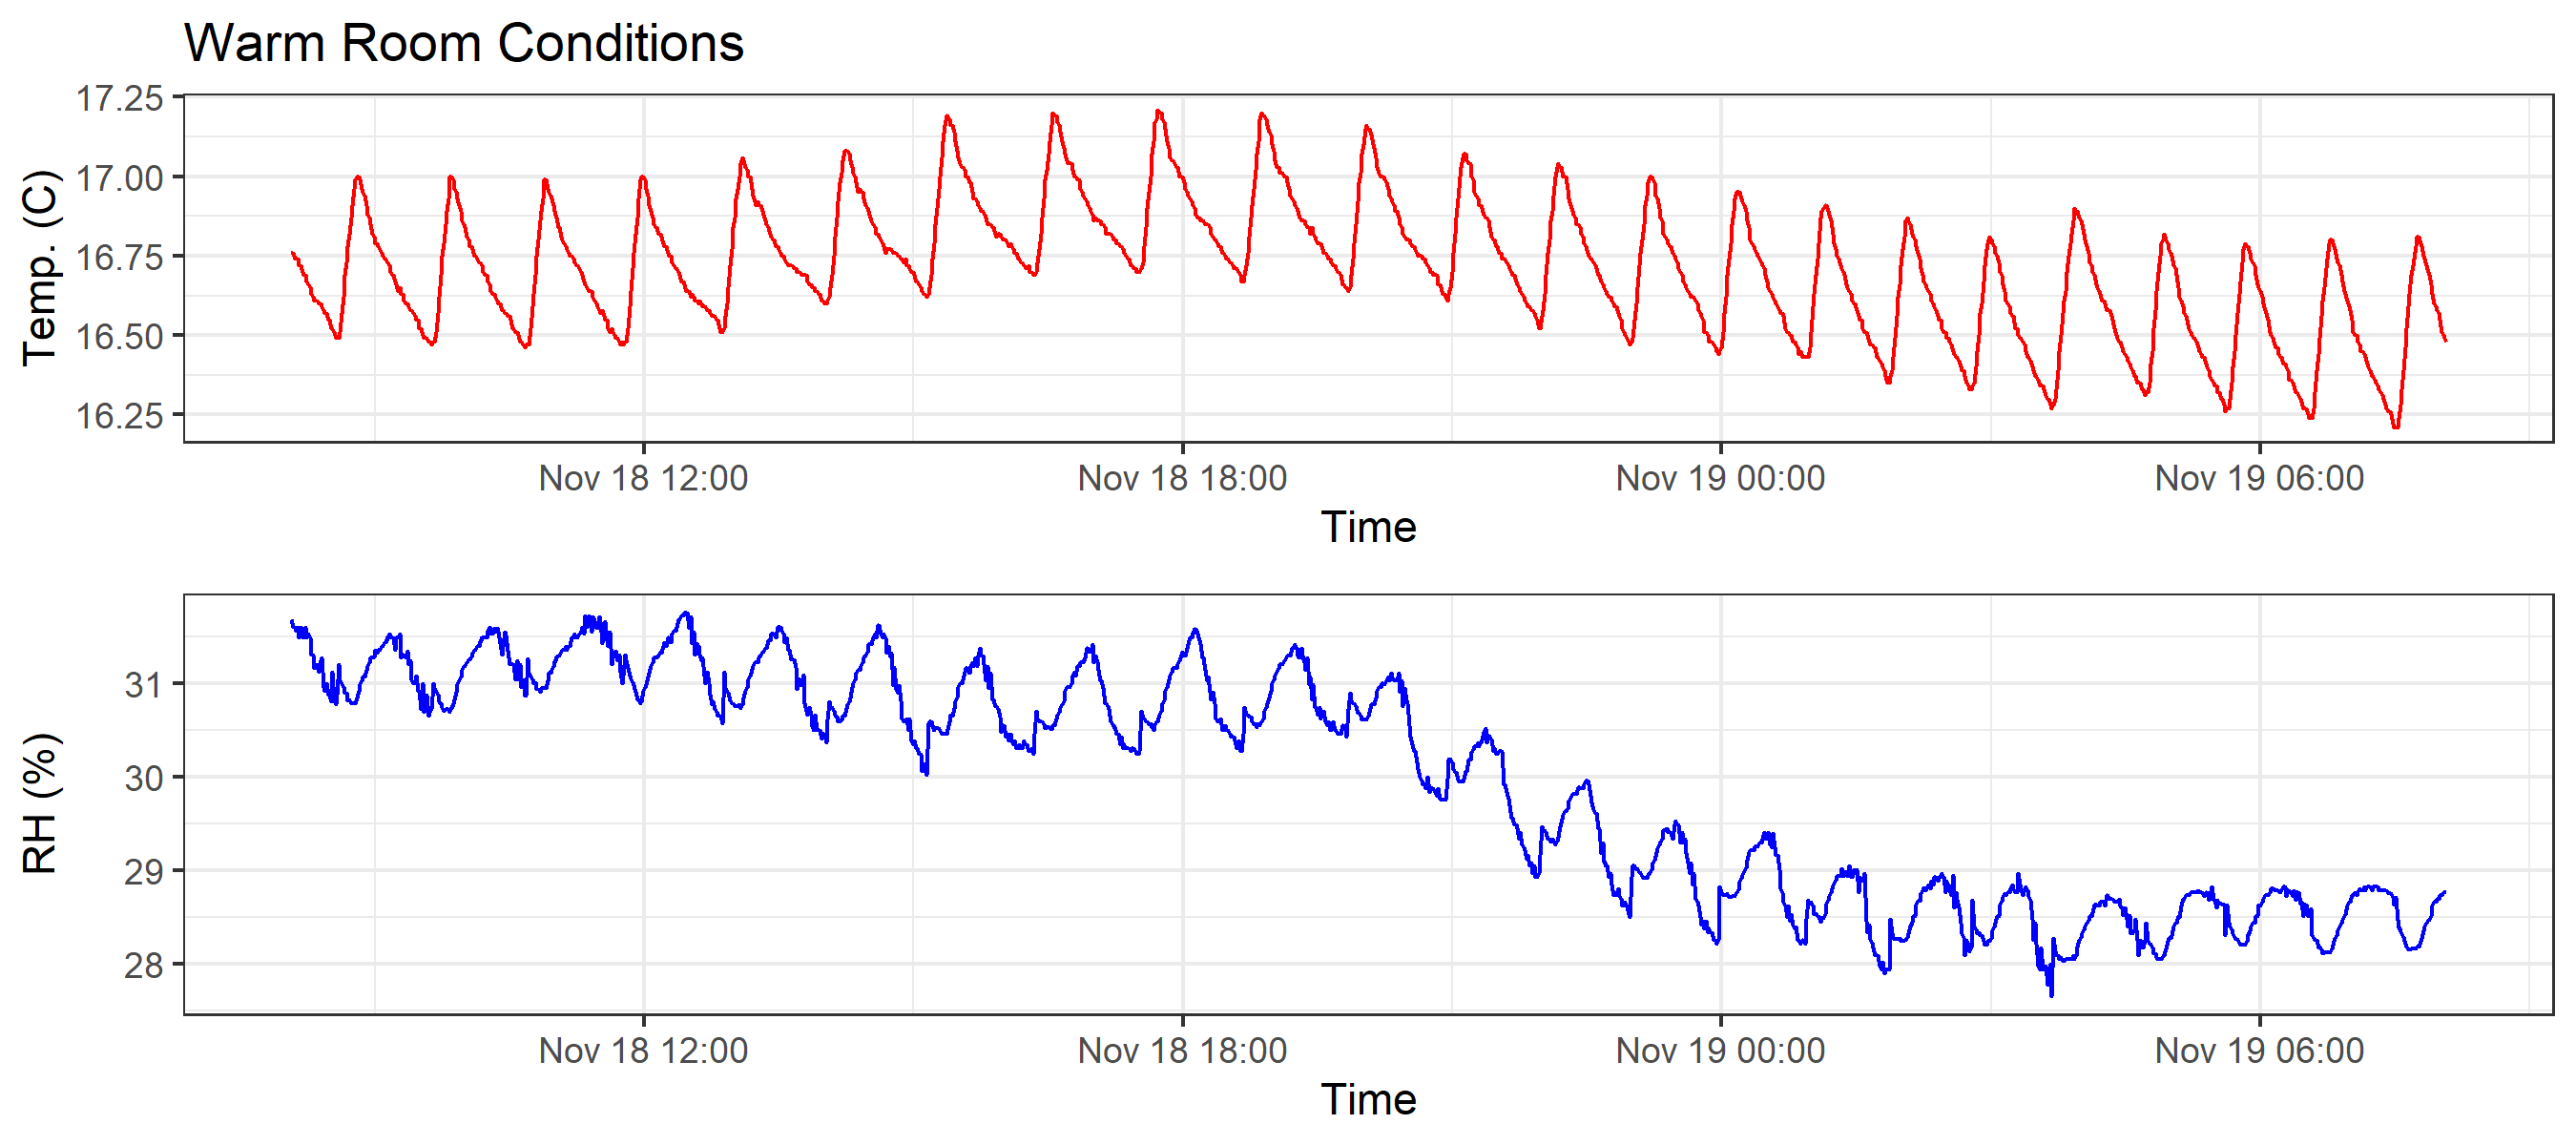 Warm Room Conditions
Temp. (C)
17.25
17.00
16.75
16.50
16.25
Nov 18 12:00 Nov 18 18:00 Nov 19 00:00 Nov 19 06:00
Time
RH (%)
31
30
29
28
Nov 18 12:00 Nov 18 18:00 Nov 19 00:00 Nov 19 06:00
Time